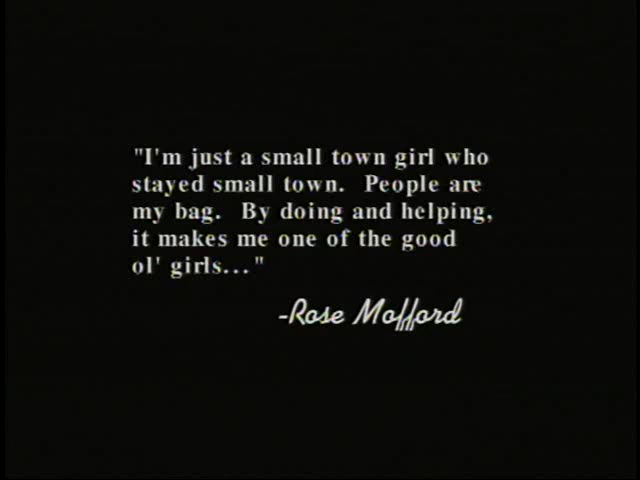 "I'm just a small town girl who
stayed small town.  People are
my bag.  By doing and helping,
it makes me one of the good
ol' girls..."
-Rose Mofford